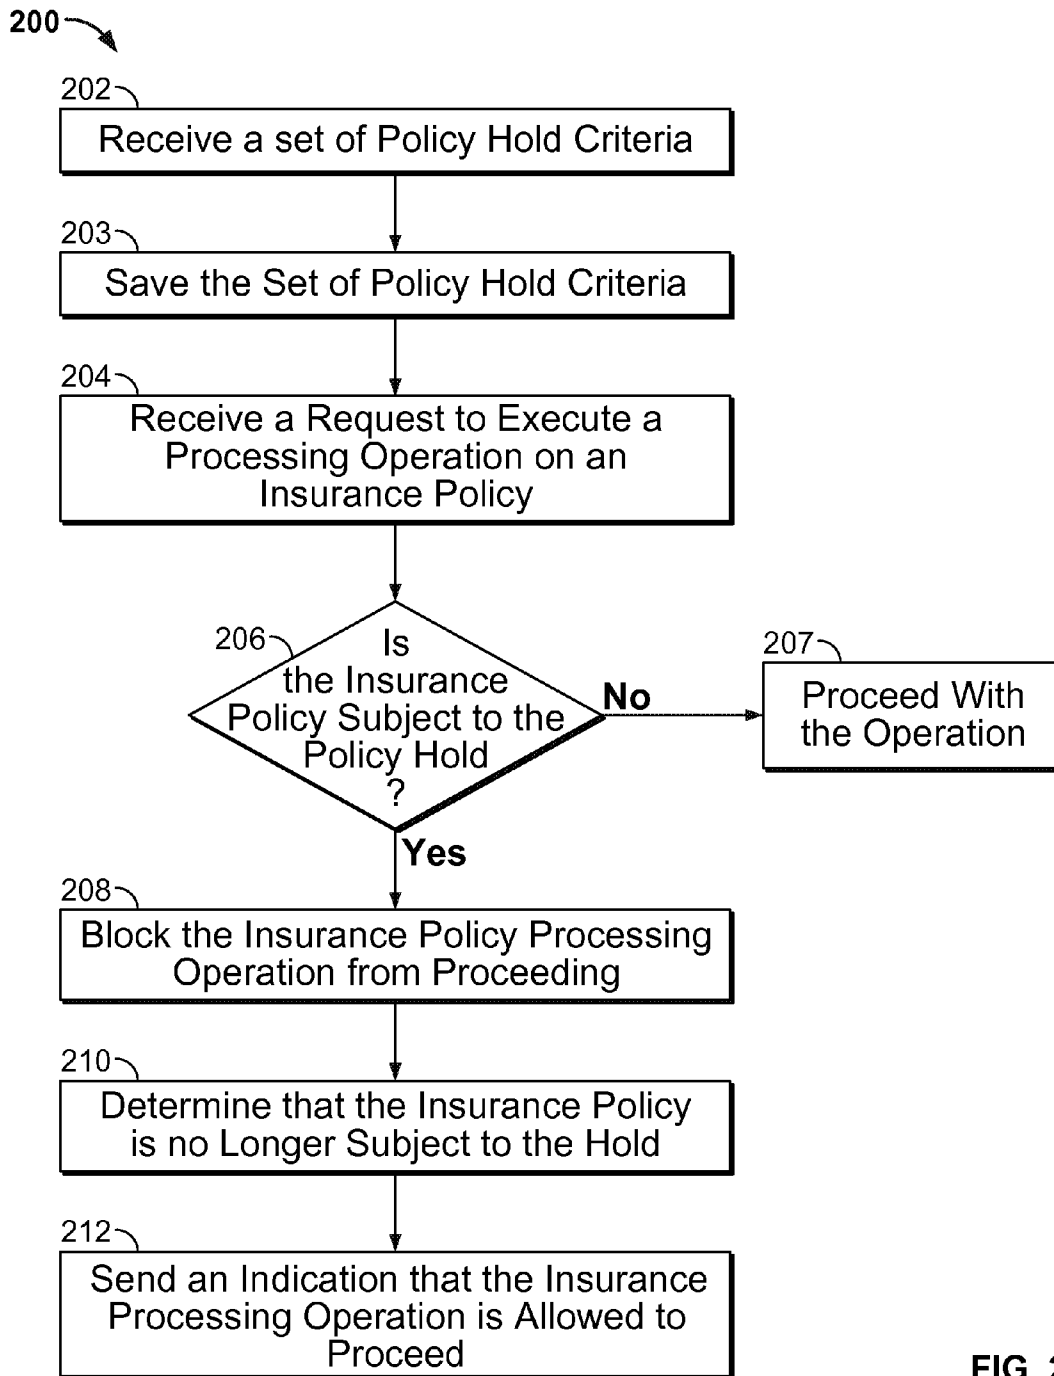 200
202
Receive a set of Policy Hold Criteria
203
Save the Set of Policy Hold Criteria
204
Receive a Request to Execute a
Processing Operation on an
Insurance Policy
206
Is
the Insurance
Policy Subject to the
Policy Hold
?
No
207
Proceed With
the Operation
Yes
208
Block the Insurance Policy Processing
Operation from Proceeding
210
Determine that the Insurance Policy
is no Longer Subject to the Hold
212
Send an Indication that the Insurance
Processing Operation is Allowed to
Proceed
FIG. 2